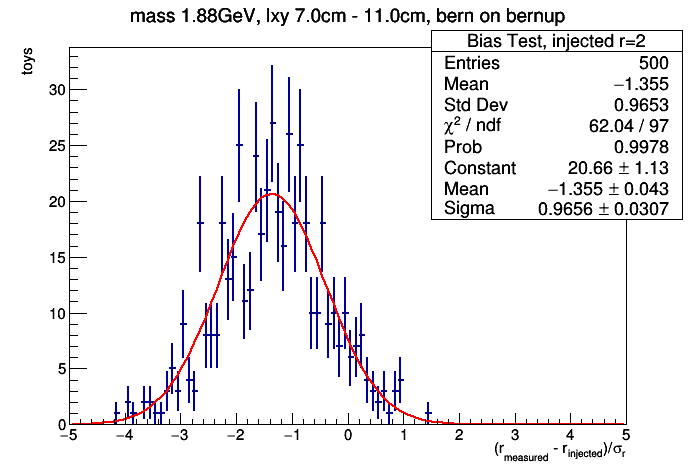 mass 1.88GeV, lxy 7.0cm - 11.0cm, bern on bernup
Bias Test, injected r=2
Entries 500
Mean −1.355
Std Dev 0.9653
χ² / ndf 62.04 / 97
Prob 0.9978
Constant 20.66 ± 1.13
Mean −1.355 ± 0.043
Sigma 0.9656 ± 0.0307
toys
30
25
20
15
10
5
0
−5 −4 −3 −2 −1 0 1 2 3 4 5
(r_measured - r_injected)/σ_r